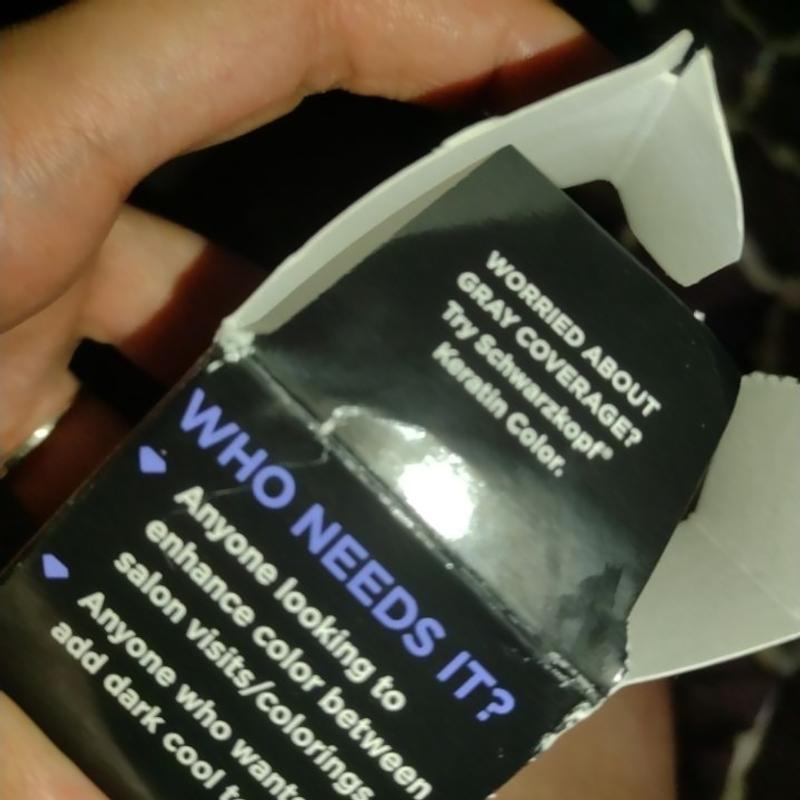 WORRIED ABOUT
GRAY COVERAGE?
Try Schwarzkopf®
Keratin Color.
WHO NEEDS IT?
Anyone looking to
enhance color between
salon visits/colorings
Anyone who wants
add dark cool